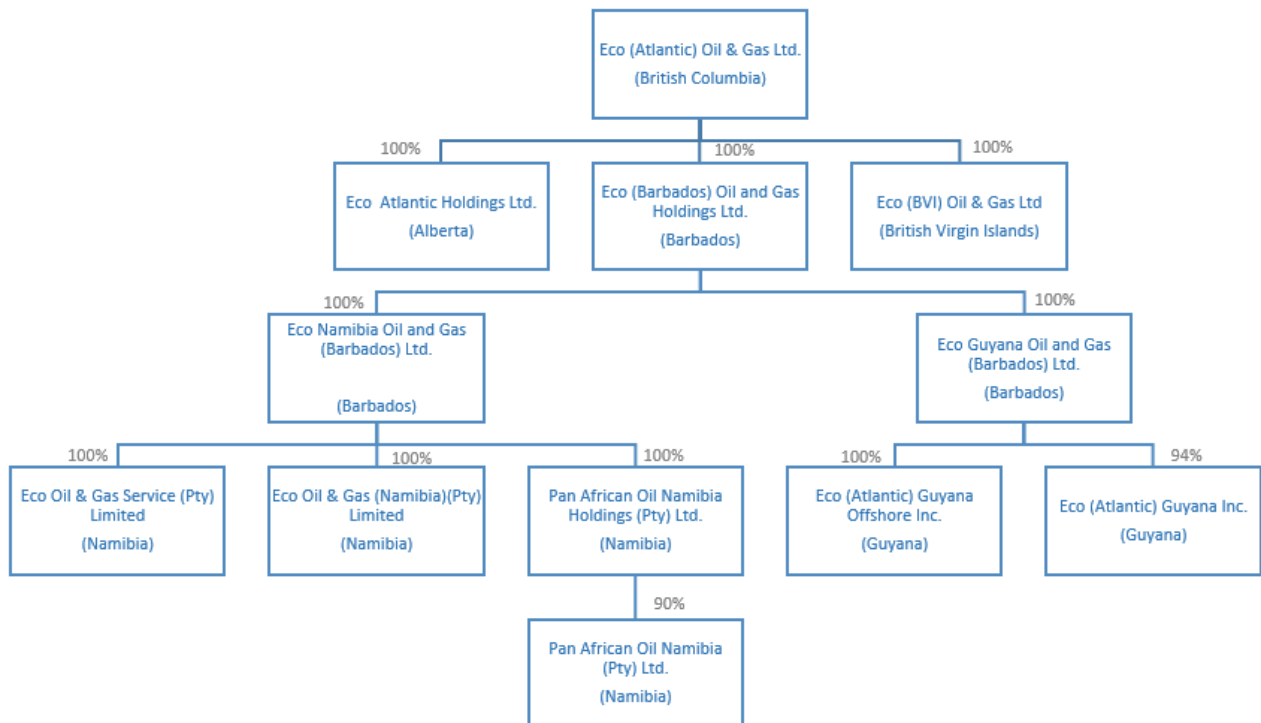 Eco (Atlantic) Oil & Gas Ltd.
(British Columbia)
100%
100%
100%
Eco  Atlantic Holdings Ltd.
(Alberta)
Eco (Barbados) Oil and Gas
Holdings Ltd.
(Barbados)
Eco (BVI) Oil & Gas Ltd
(British Virgin Islands)
100%
100%
Eco Namibia Oil and Gas
(Barbados) Ltd.
(Barbados)
Eco Guyana Oil and Gas
(Barbados) Ltd.
(Barbados)
100%
100%
100%
100%
94%
Eco Oil & Gas Service (Pty)
Limited
(Namibia)
Eco Oil & Gas (Namibia)(Pty)
Limited
(Namibia)
Pan African Oil Namibia
Holdings (Pty) Ltd.
(Namibia)
Eco (Atlantic) Guyana
Offshore Inc.
(Guyana)
Eco (Atlantic) Guyana Inc.
(Guyana)
90%
Pan African Oil Namibia
(Pty) Ltd.
(Namibia)